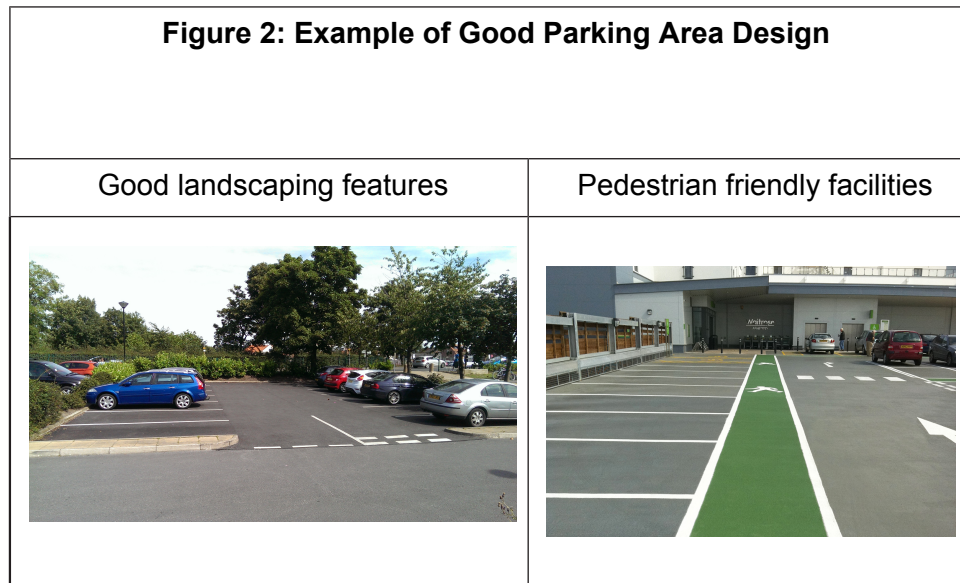 Figure 2: Example of Good Parking Area Design
Good landscaping features
Pedestrian friendly facilities